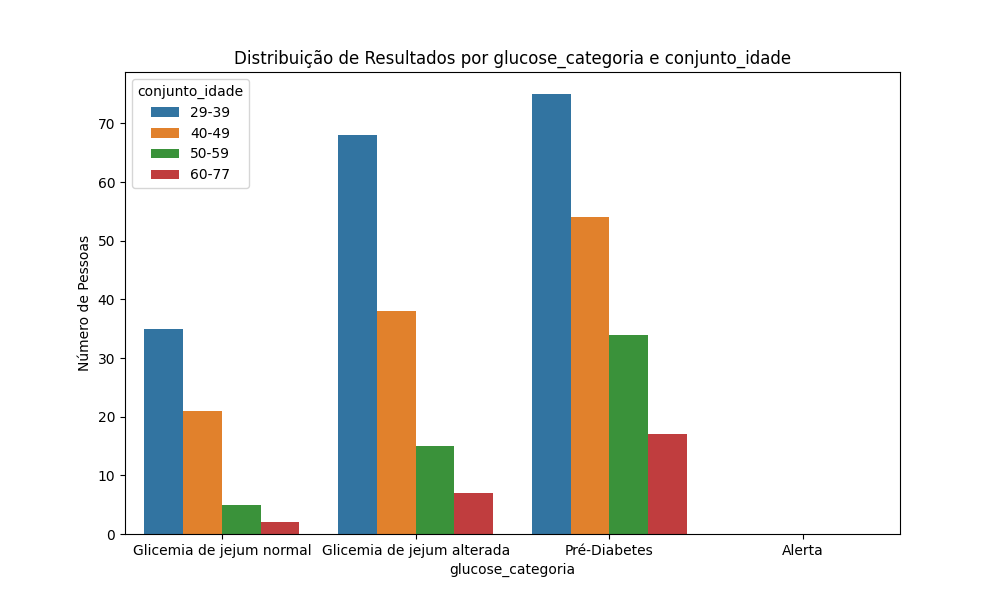 Distribuição de Resultados por glucose_categoria e conjunto_idade
conjunto_idade
29-39
40-49
50-59
60-77
Número de Pessoas
70
60
50
40
30
20
10
0
Glicemia de jejum normal
Glicemia de jejum alterada
Pré-Diabetes
Alerta
glucose_categoria